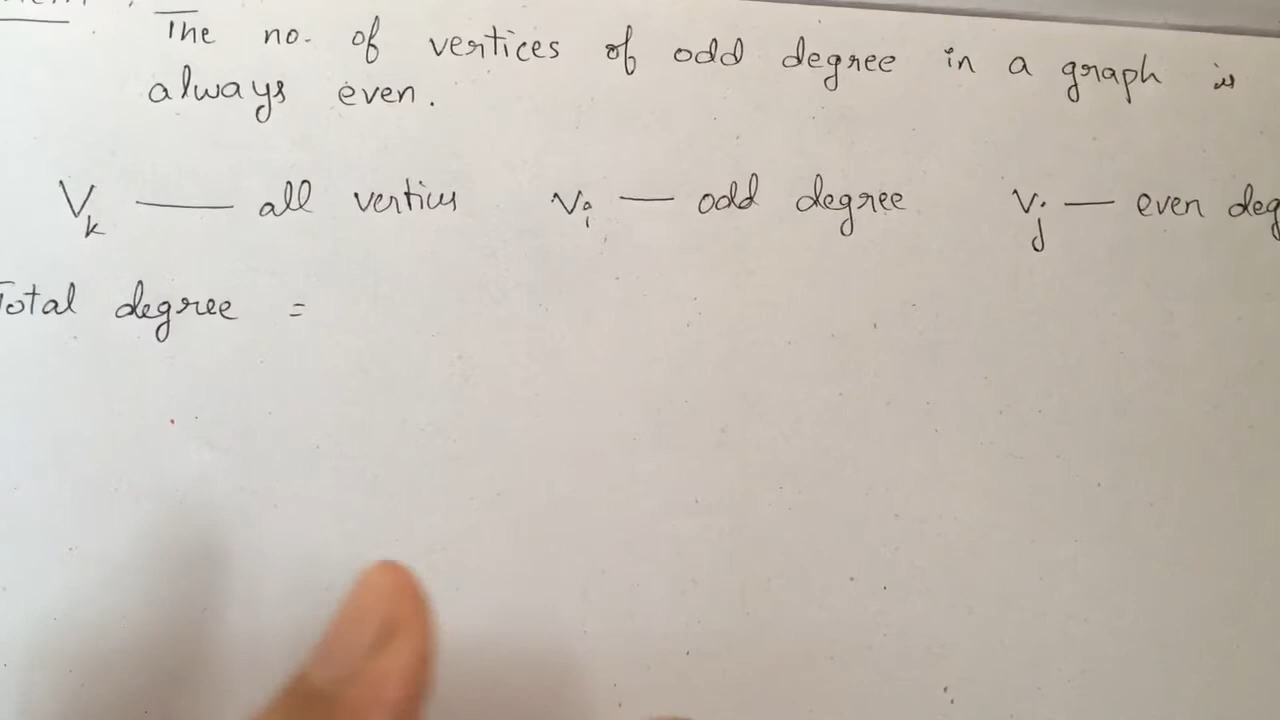 The no. of vertices of odd degree in a graph is
always even.
Vk — all vertices vi — odd degree vj — even deg
Total degree =